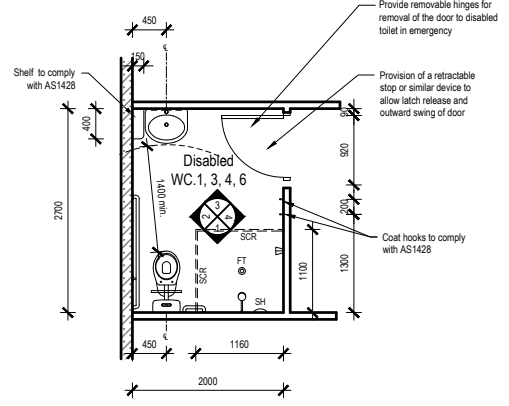 Provide removable hinges for
removal of the door to disabled
toilet in emergency
450
150
Shelf to comply
with AS1428
Provision of a retractable
stop or similar device to
allow latch release and
outward swing of door
400
920
Disabled
WC.1, 3, 4, 6
1400 min.
2700
3
2
4
1
200
SCR
Coat hooks to comply
with AS1428
FT
SCR
1100
1300
SH
450
1160
2000